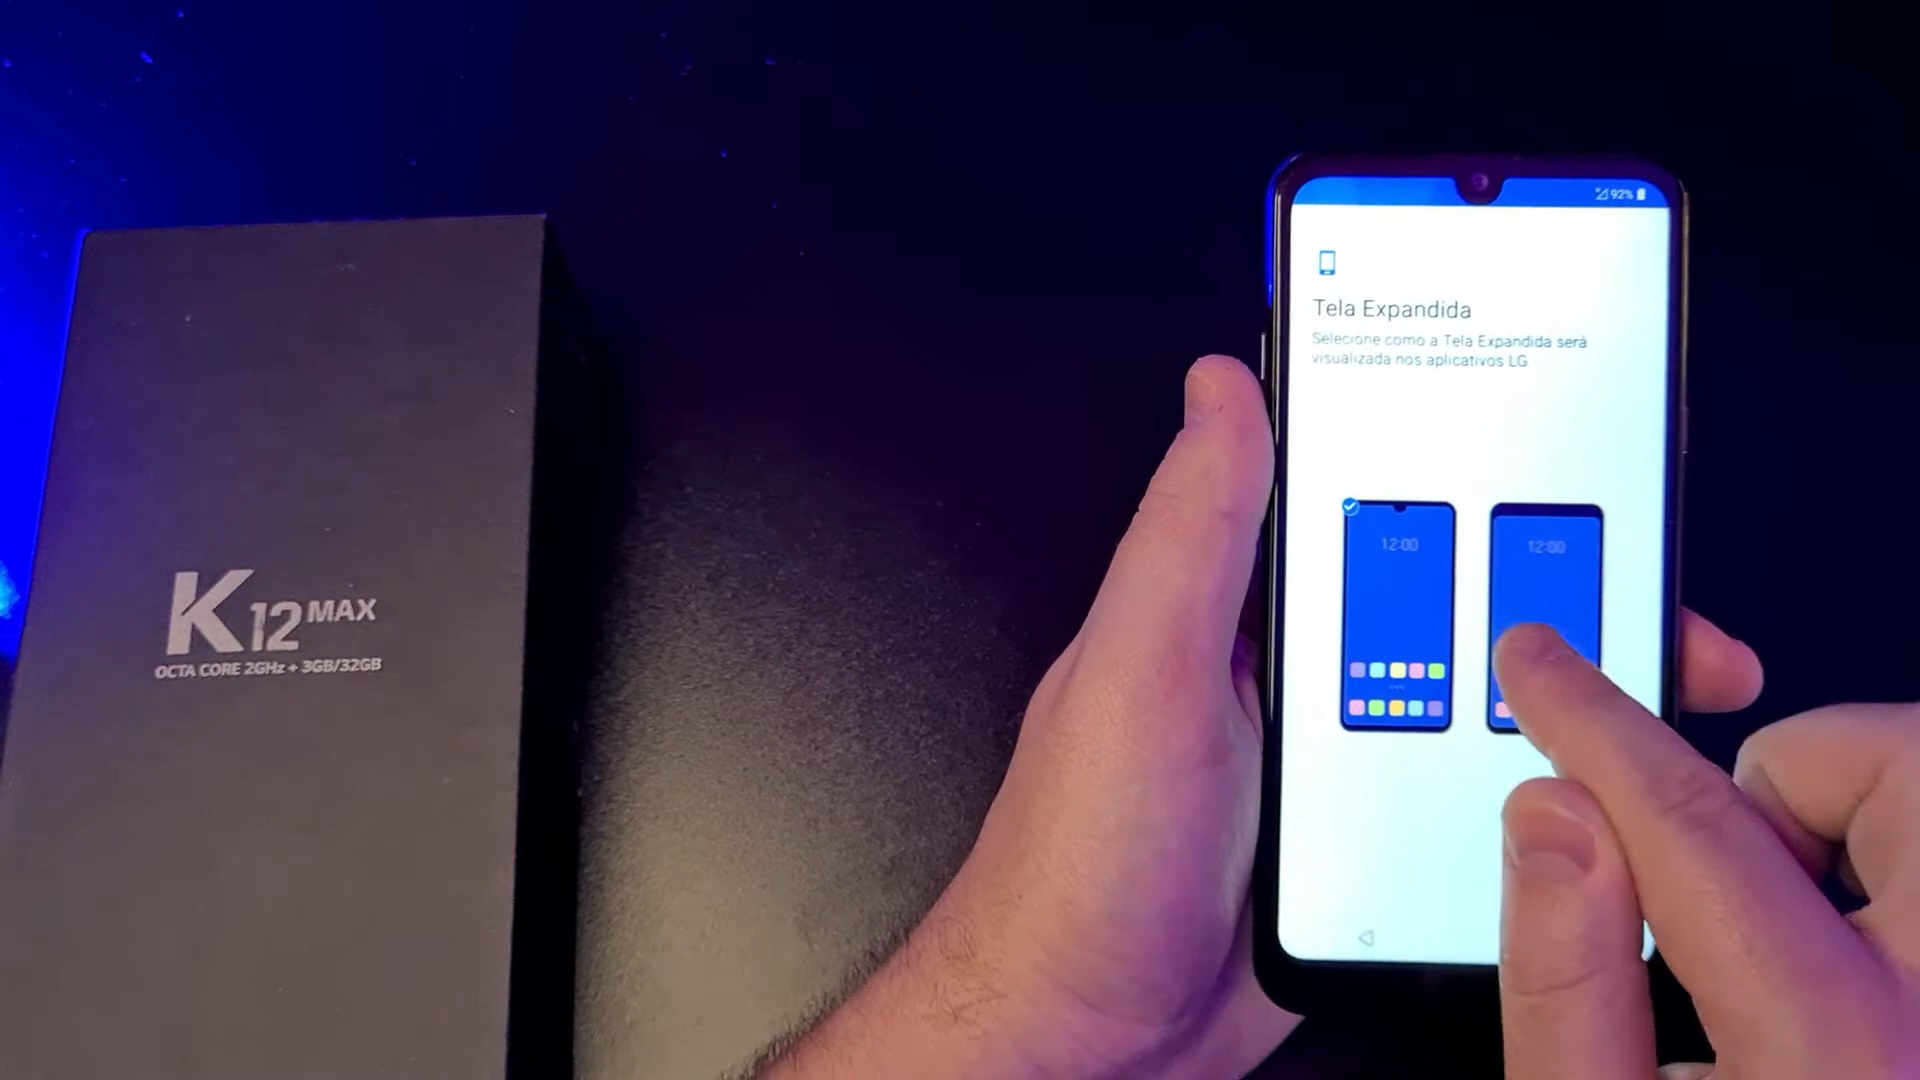 K12 MAX
OCTA CORE 2GHz + 3GB/32GB
92%
Tela Expandida
Selecione como a Tela Expandida será
visualizada nos aplicativos LG
12:00
12:00